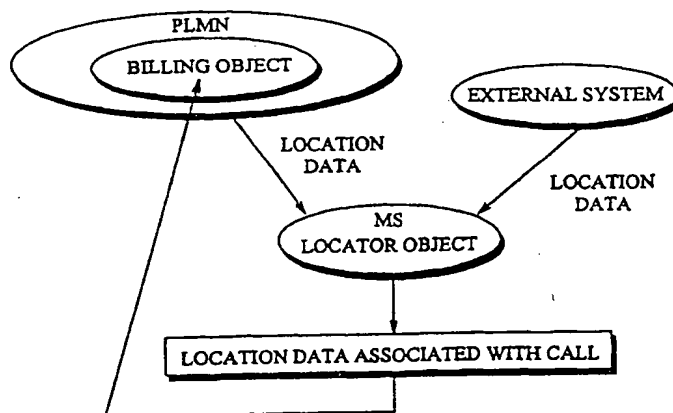 PLMN
BILLING OBJECT
EXTERNAL SYSTEM
LOCATION
DATA
LOCATION
DATA
MS
LOCATOR OBJECT
LOCATION DATA ASSOCIATED WITH CALL